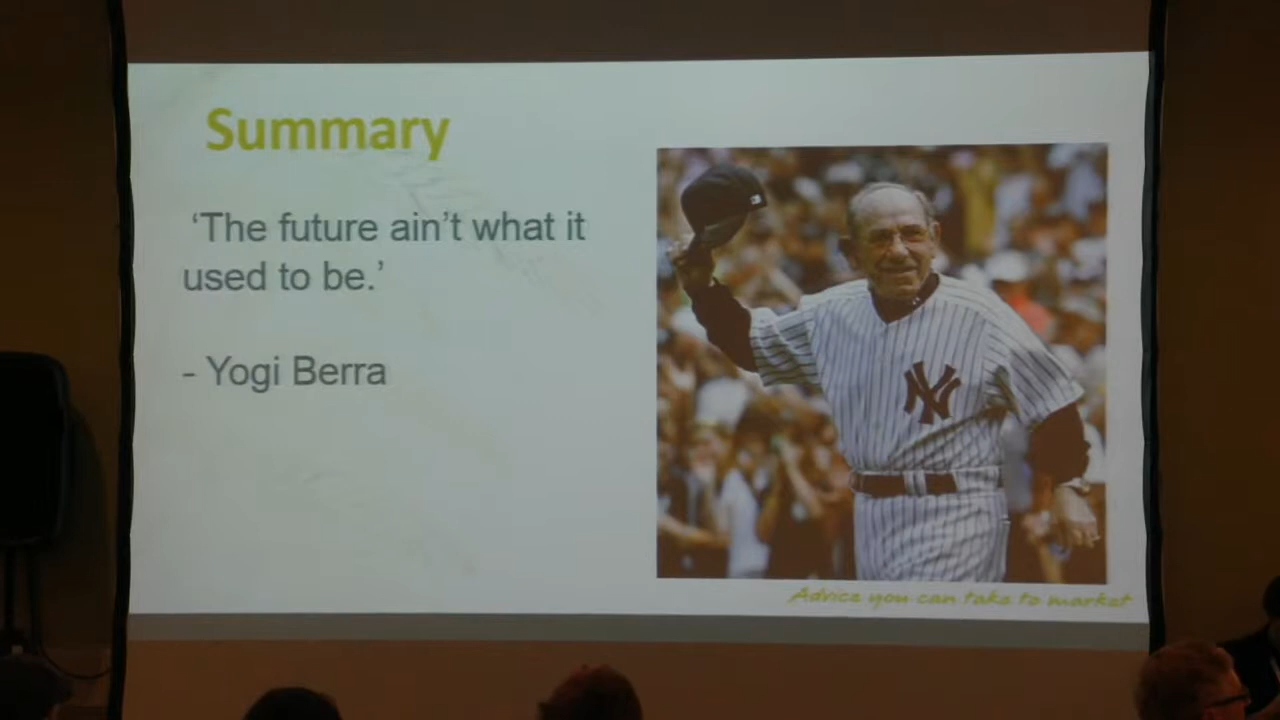 Summary
‘The future ain’t what it
used to be.’
- Yogi Berra
NY
Advice you can take to market